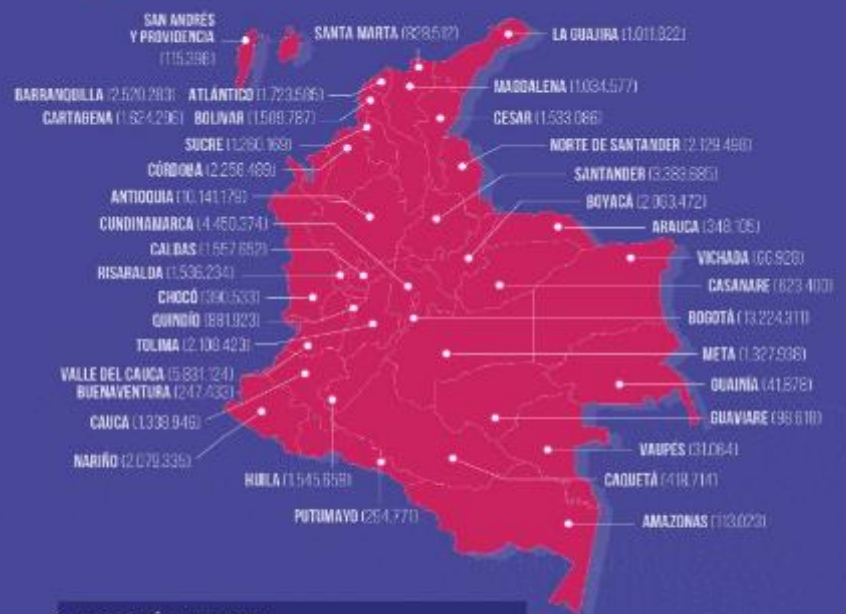 SAN ANDRÉS
Y PROVIDENCIA
(115.398)
SANTA MARTA (828.512)
LA GUAJIRA (1.011.822)
BARRANQUILLA (2.520.283)
ATLÁNTICO (1.723.585)
MAGDALENA (1.034.577)
CARTAGENA (1.624.296)
BOLIVAR (1.509.787)
CESAR (1.533.086)
SUCRE (1.260.169)
NORTE DE SANTANDER (2.129.498)
CÓRDOBA (2.256.489)
SANTANDER (3.383.685)
ANTIOQUIA (10.141.179)
BOYACÁ (2.063.472)
CUNDINAMARCA (4.450.374)
ARAUCA (348.105)
CALDAS (1.557.652)
VICHADA (66.928)
RISARALDA (1.536.234)
CASANARE (623.400)
CHOCÓ (390.533)
BOGOTÁ (13.224.311)
QUINDÍO (881.923)
TOLIMA (2.108.423)
META (1.327.938)
VALLE DEL CAUCA (5.831.124)
BUENAVENTURA (247.433)
GUAINÍA (41.878)
CAUCA (1.338.946)
GUAVIARE (98.618)
NARIÑO (2.079.335)
VAUPÉS (31.064)
HUILA (1.545.659)
CAQUETÁ (418.714)
PUTUMAYO (294.771)
AMAZONAS (113.023)